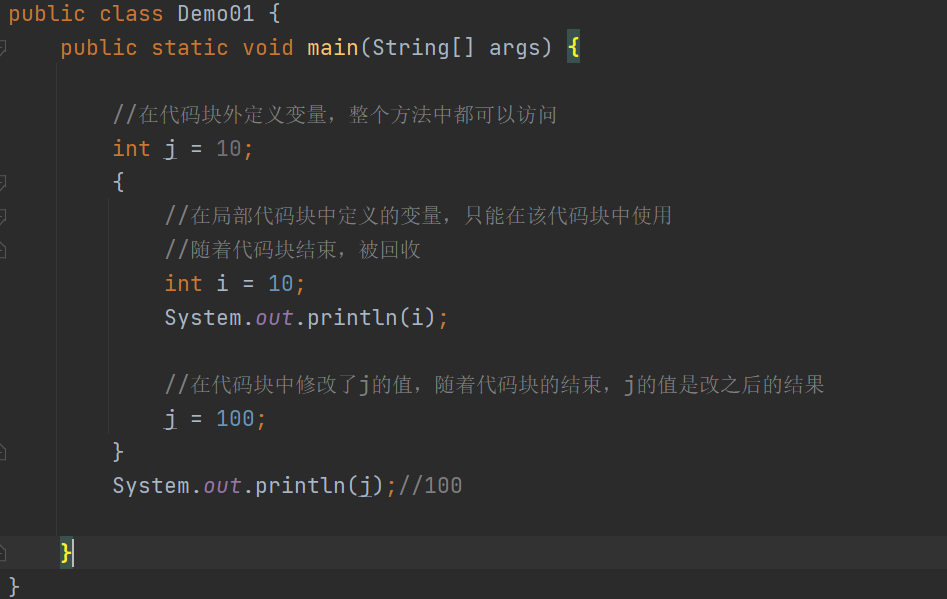 public class Demo01 {
public static void main(String[] args) {
//在代码块外定义变量，整个方法中都可以访问
int j = 10;
{
//在局部代码块中定义的变量，只能在该代码块中使用
//随着代码块结束，被回收
int i = 10;
System.out.println(i);
//在代码块中修改了j的值，随着代码块的结束，j的值是改之后的结果
j = 100;
}
System.out.println(j);//100
}
}